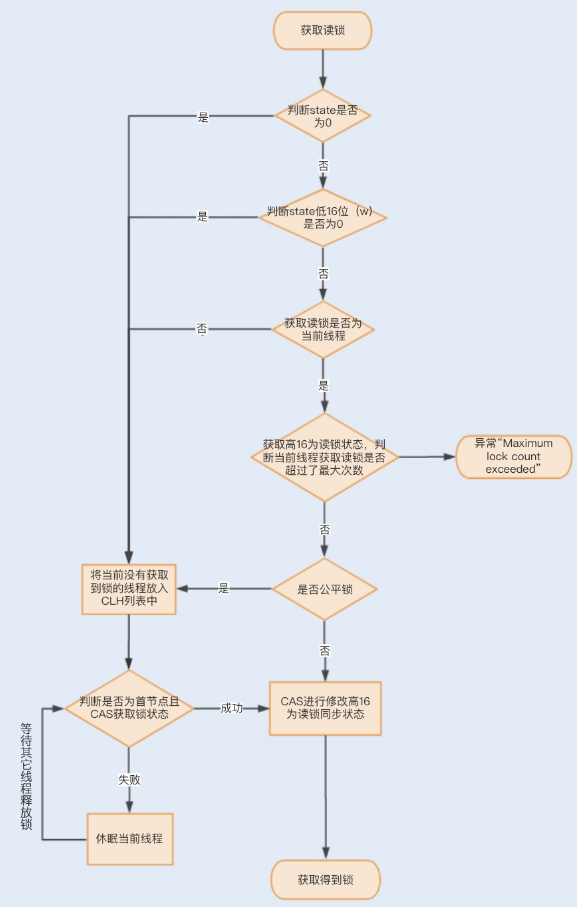 获取读锁
判断state是否
为0
是
否
判断state低16位（w）
是否为0
是
否
获取读锁是否为
当前线程
否
是
获取高16为读锁状态，判
断当前线程获取读锁是否
超过了最大次数
异常“Maximum
lock count
exceeded”
否
将当前没有获取
到锁的线程放入
CLH列表中
是
是否公平锁
否
判断是否为首节点且
CAS获取锁状态
成功
CAS进行修改高16
为读锁同步状态
等待其它线程释放锁
失败
休眠当前线程
获取得到锁